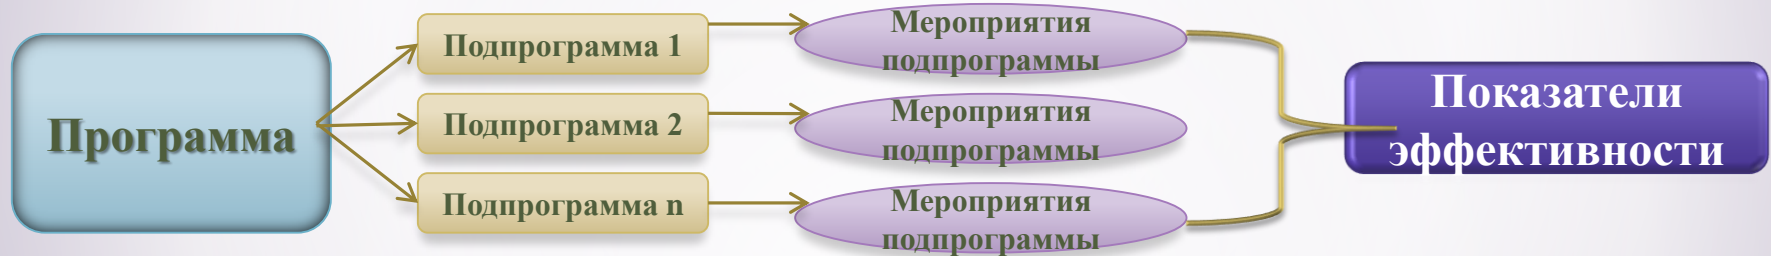 Программа
Подпрограмма 1
Мероприятия
подпрограммы
Подпрограмма 2
Мероприятия
подпрограммы
Подпрограмма n
Мероприятия
подпрограммы
Показатели
эффективности